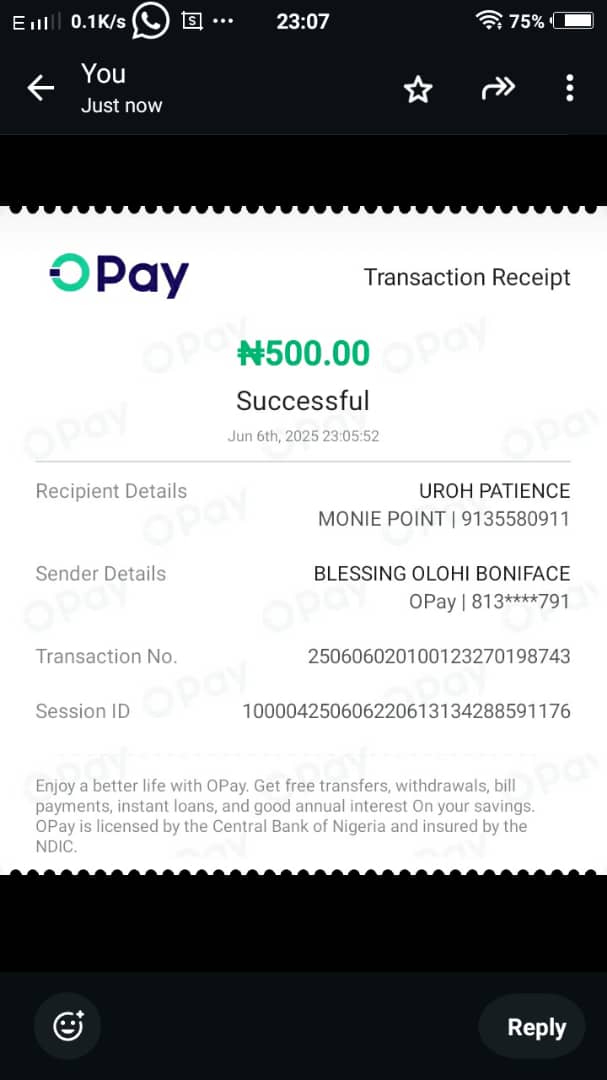 E 0.1K/s S ... 23:07 75%
You
Just now
OPay Transaction Receipt
₦500.00
Successful
Jun 6th, 2025 23:05:52
Recipient Details UROH PATIENCE
MONIE POINT | 9135580911
Sender Details BLESSING OLOHI BONIFACE
OPay | 813****791
Transaction No. 250606020100123270198743
Session ID 100004250606220613134288591176
Enjoy a better life with OPay. Get free transfers, withdrawals, bill
payments, instant loans, and good annual interest On your savings.
OPay is licensed by the Central Bank of Nigeria and insured by the
NDIC.
Reply